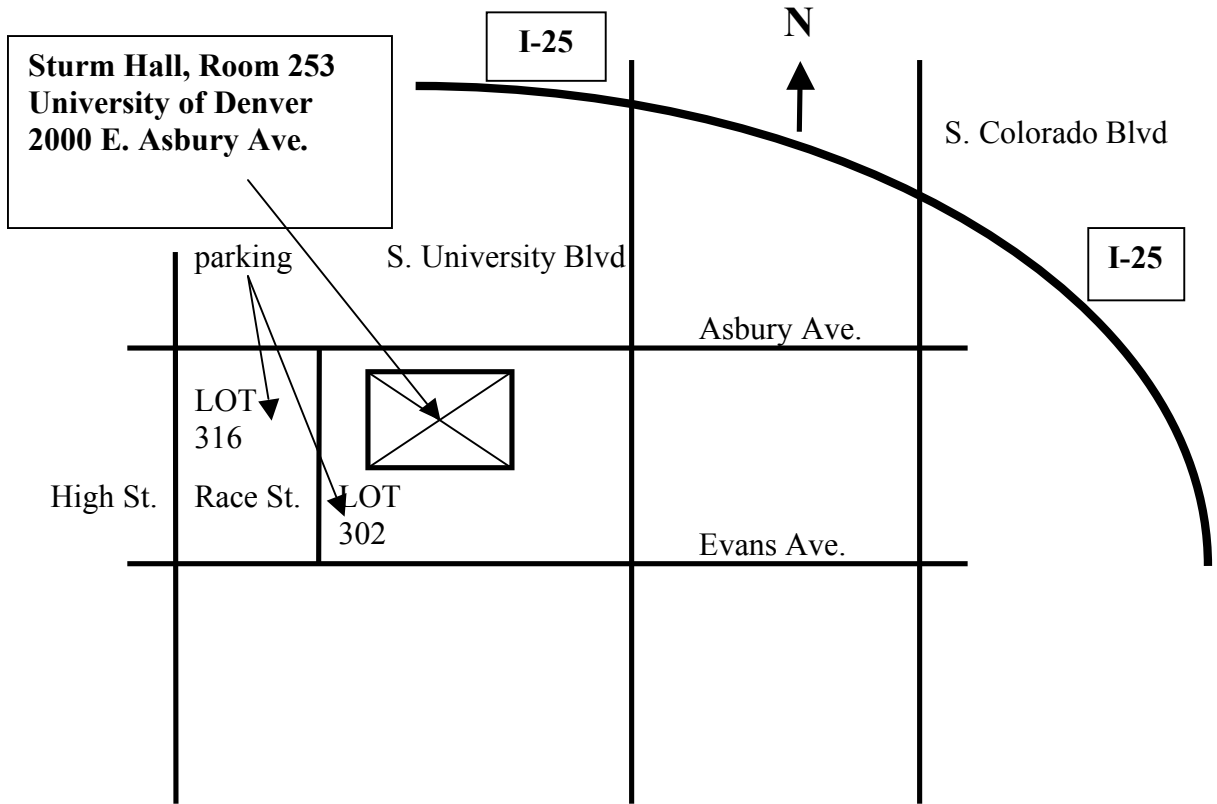 I-25
N
Sturm Hall, Room 253
University of Denver
2000 E. Asbury Ave.
S. Colorado Blvd
parking
S. University Blvd
I-25
Asbury Ave.
LOT
316
High St.
Race St.
LOT
302
Evans Ave.